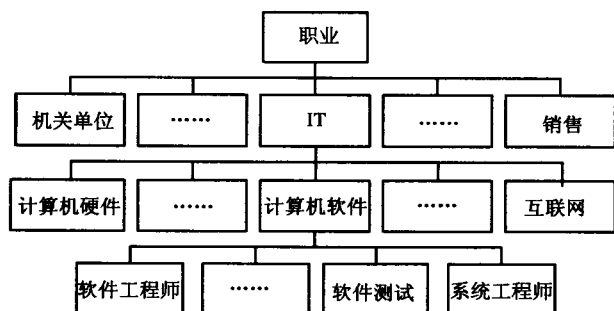 职业
机关单位 …… IT …… 销售
计算机硬件 …… 计算机软件 …… 互联网
软件工程师 …… 软件测试 系统工程师